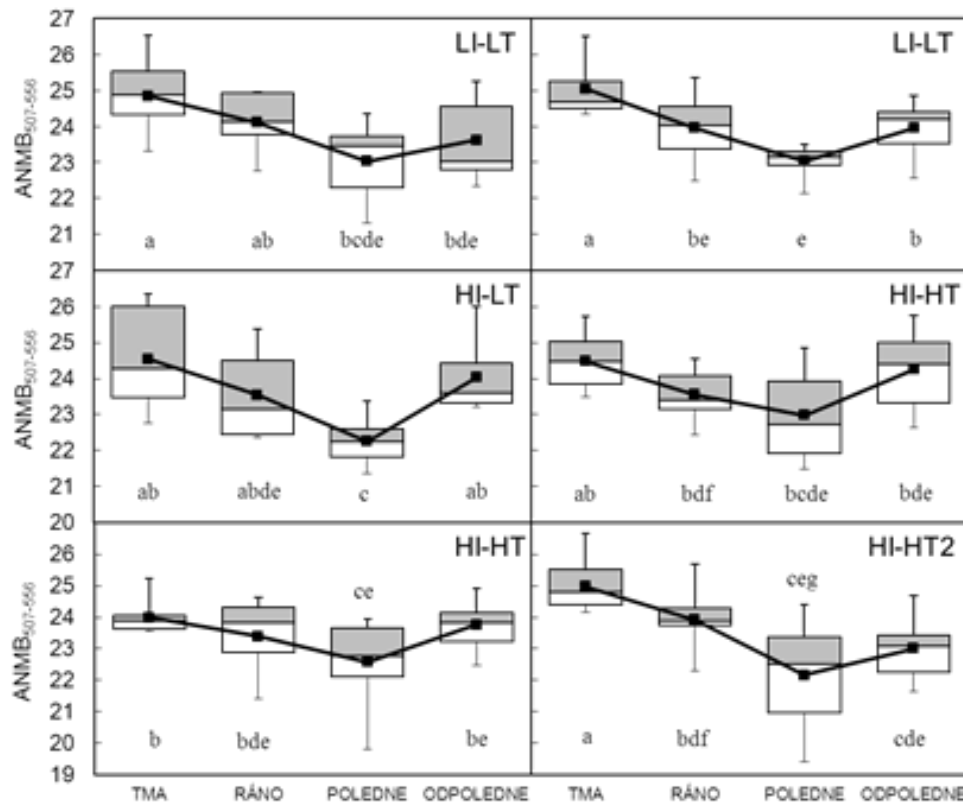 27
26
25
24
23
22
21
ANMB507-556
LI-LT
a ab bcde bde
LI-LT
a be e b
27
26
25
24
23
22
21
20
ANMB507-556
HI-LT
ab abde c ab
HI-HT
ab bdf bcde bde
26
25
24
23
22
21
20
19
ANMB507-556
HI-HT
ce
b bde be
HI-HT2
ceg
a bdf cde
TMA RÁNO POLEDNE ODPOLEDNE TMA RÁNO POLEDNE ODPOLEDNE